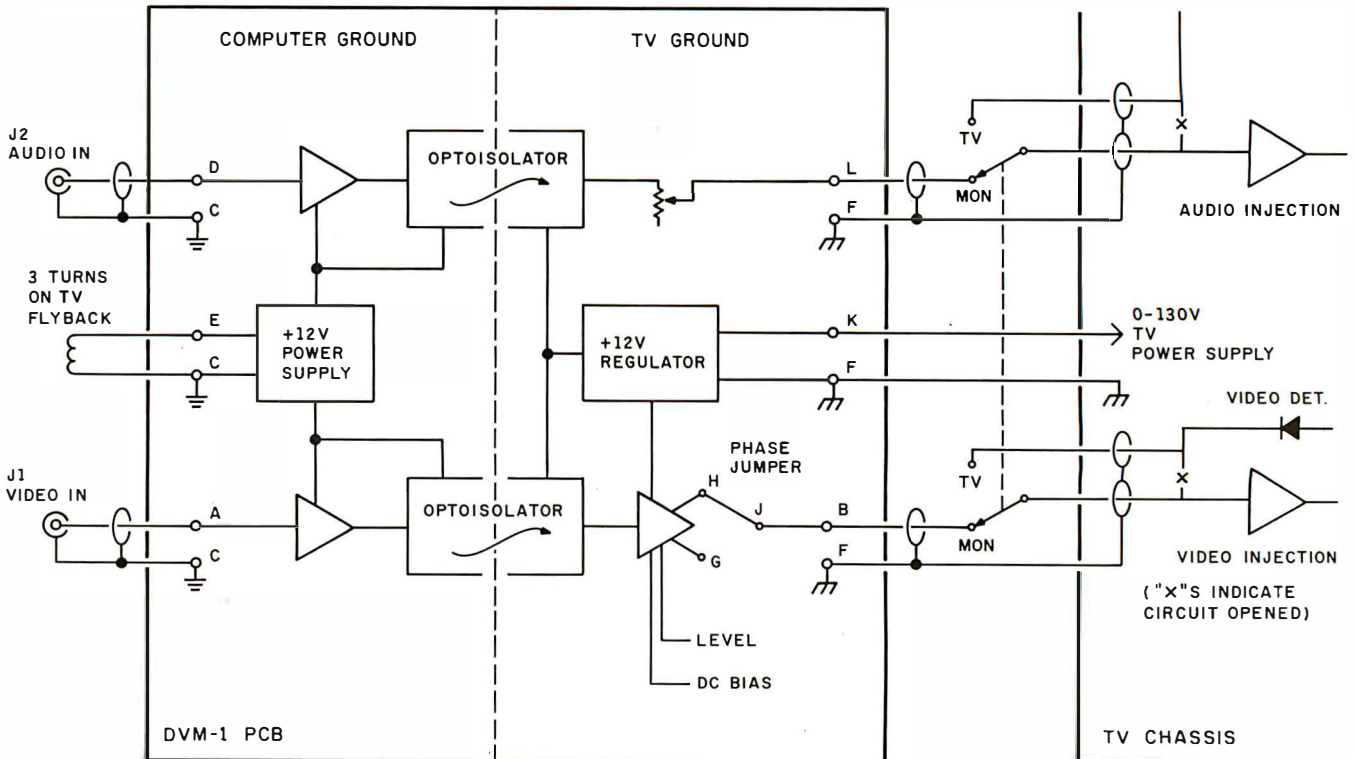 COMPUTER GROUND
TV GROUND
J2
AUDIO IN
D
C
OPTOISOLATOR
L
F
TV
MON
X
AUDIO INJECTION
3 TURNS
ON TV
FLYBACK
E
C
+12V
POWER
SUPPLY
+12V
REGULATOR
K
F
0-130V
TV
POWER SUPPLY
VIDEO DET.
J1
VIDEO IN
A
C
OPTOISOLATOR
PHASE
JUMPER
H
J
G
B
F
TV
MON
X
VIDEO INJECTION
("X"S INDICATE
CIRCUIT OPENED)
LEVEL
DC BIAS
DVM-1 PCB
TV CHASSIS